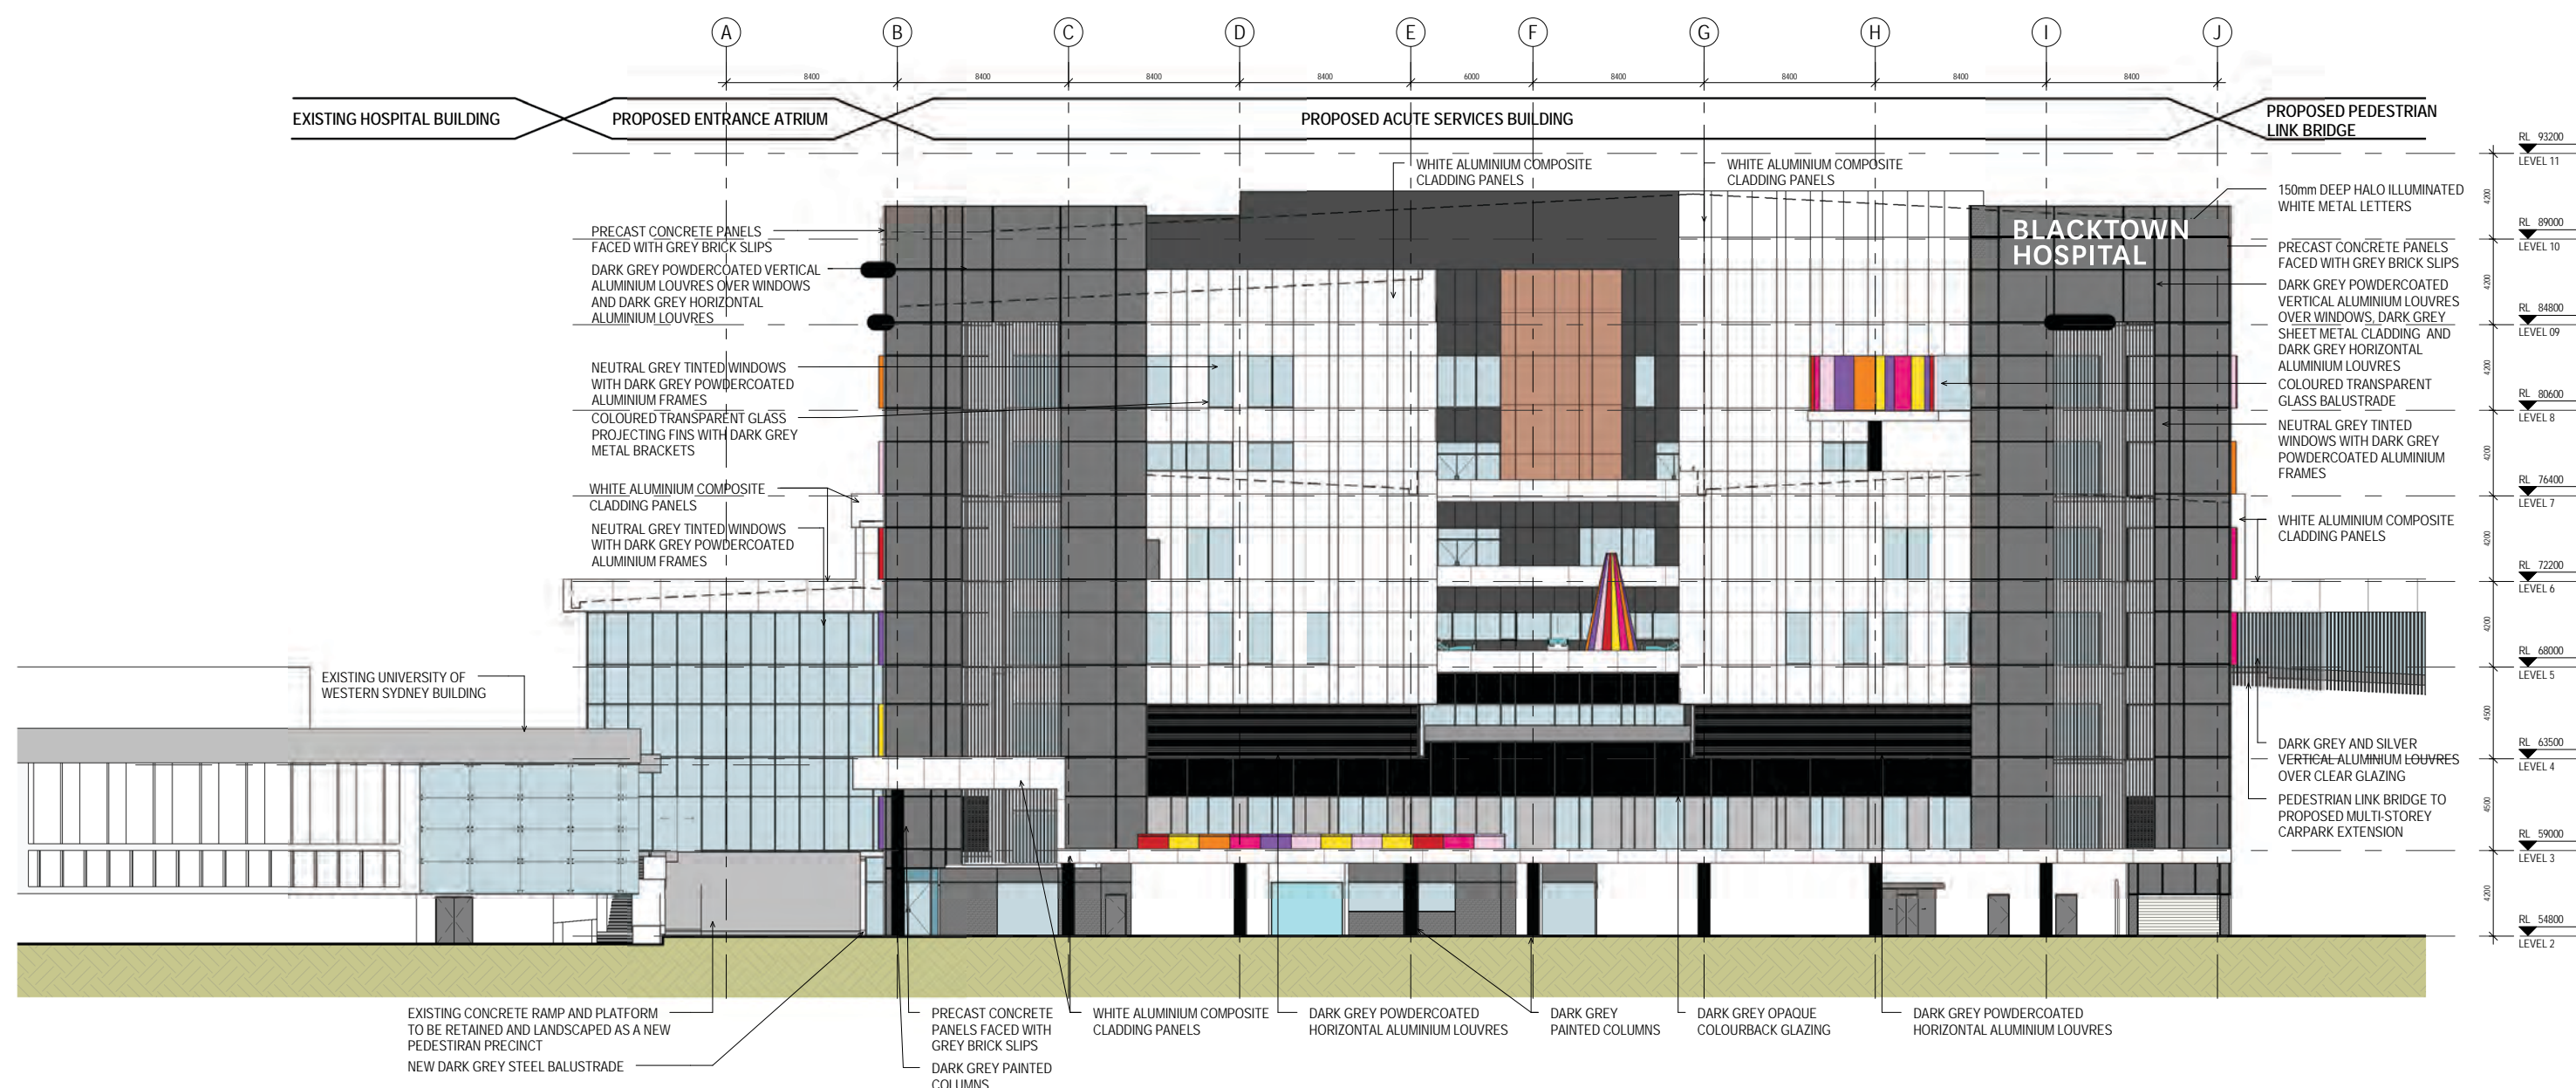 A B C D E F G H I J
8400 8400 8400 8400 6000 8400 8400 8400 8400
EXISTING HOSPITAL BUILDING
PROPOSED ENTRANCE ATRIUM
PROPOSED ACUTE SERVICES BUILDING
PROPOSED PEDESTRIAN
LINK BRIDGE
WHITE ALUMINIUM COMPOSITE
CLADDING PANELS
WHITE ALUMINIUM COMPOSITE
CLADDING PANELS
PRECAST CONCRETE PANELS
FACED WITH GREY BRICK SLIPS
DARK GREY POWDERCOATED VERTICAL
ALUMINIUM LOUVRES OVER WINDOWS
AND DARK GREY HORIZONTAL
ALUMINIUM LOUVRES
NEUTRAL GREY TINTED WINDOWS
WITH DARK GREY POWDERCOATED
ALUMINIUM FRAMES
COLOURED TRANSPARENT GLASS
PROJECTING FINS WITH DARK GREY
METAL BRACKETS
WHITE ALUMINIUM COMPOSITE
CLADDING PANELS
NEUTRAL GREY TINTED WINDOWS
WITH DARK GREY POWDERCOATED
ALUMINIUM FRAMES
EXISTING UNIVERSITY OF
WESTERN SYDNEY BUILDING
BLACKTOWN
HOSPITAL
150mm DEEP HALO ILLUMINATED
WHITE METAL LETTERS
PRECAST CONCRETE PANELS
FACED WITH GREY BRICK SLIPS
DARK GREY POWDERCOATED
VERTICAL ALUMINIUM LOUVRES
OVER WINDOWS, DARK GREY
SHEET METAL CLADDING AND
DARK GREY HORIZONTAL
ALUMINIUM LOUVRES
COLOURED TRANSPARENT
GLASS BALUSTRADE
NEUTRAL GREY TINTED
WINDOWS WITH DARK GREY
POWDERCOATED ALUMINIUM
FRAMES
WHITE ALUMINIUM COMPOSITE
CLADDING PANELS
DARK GREY AND SILVER
VERTICAL ALUMINIUM LOUVRES
OVER CLEAR GLAZING
PEDESTRIAN LINK BRIDGE TO
PROPOSED MULTI-STOREY
CARPARK EXTENSION
RL 93200
LEVEL 11
4200
RL 89000
LEVEL 10
4200
RL 84800
LEVEL 09
4200
RL 80600
LEVEL 8
4200
RL 76400
LEVEL 7
4200
RL 72200
LEVEL 6
4200
RL 68000
LEVEL 5
4500
RL 63500
LEVEL 4
4500
RL 59000
LEVEL 3
4200
RL 54800
LEVEL 2
EXISTING CONCRETE RAMP AND PLATFORM
TO BE RETAINED AND LANDSCAPED AS A NEW
PEDESTIRAN PRECINCT
NEW DARK GREY STEEL BALUSTRADE
PRECAST CONCRETE
PANELS FACED WITH
GREY BRICK SLIPS
DARK GREY PAINTED
COLUMNS
WHITE ALUMINIUM COMPOSITE
CLADDING PANELS
DARK GREY POWDERCOATED
HORIZONTAL ALUMINIUM LOUVRES
DARK GREY
PAINTED COLUMNS
DARK GREY OPAQUE
COLOURBACK GLAZING
DARK GREY POWDERCOATED
HORIZONTAL ALUMINIUM LOUVRES